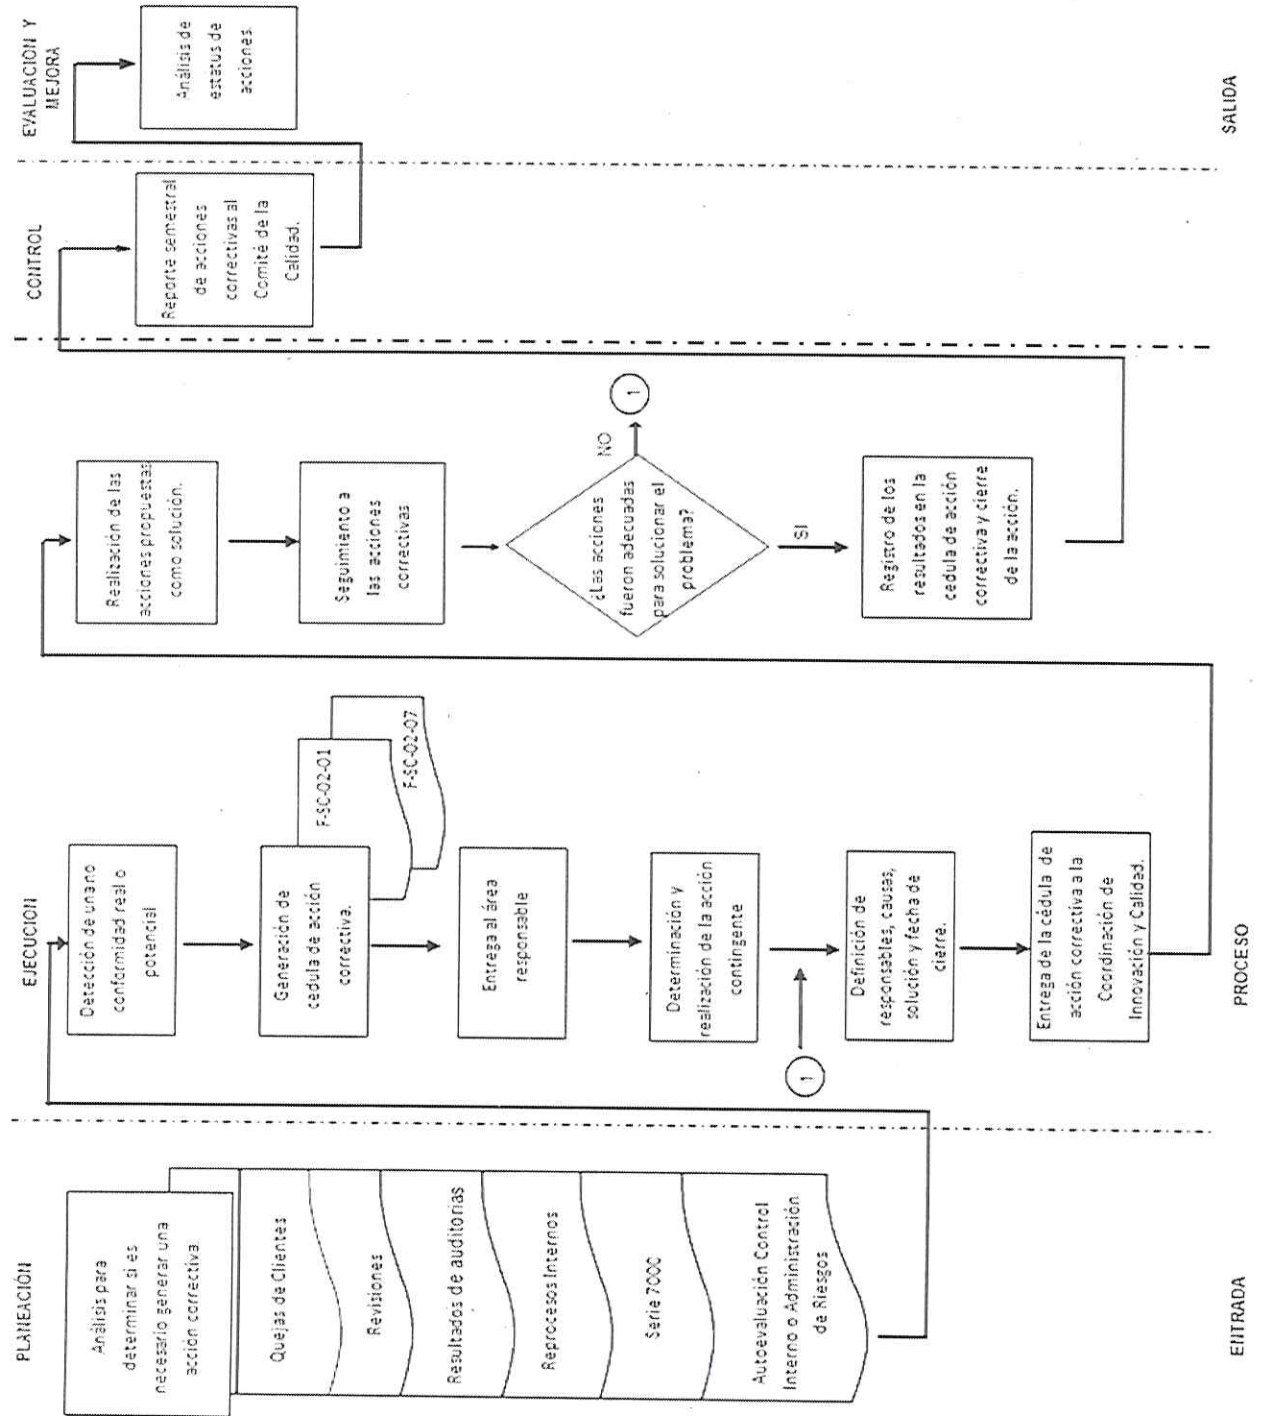 PLANEACIÓN
Análisis para
determinar si es
necesario generar una
acción correctiva
Quejas de Clientes
Revisiones
Resultados de auditorias
Reprocesos Internos
Serie 7000
Autoevaluación Control
Interno o Administración
de Riesgos
ENTRADA
EJECUCION
Detección de una no
conformidad real o
potencial
Generación de
cedula de acción
correctiva.
F-SC-02-01
F-SC-02-07
Entrega al área
responsable
Determinación y
realización de la acción
contingente
1
Definición de
responsables, causas,
solución y fecha de
cierre.
Entrega de la cédula de
acción correctiva a la
Coordinación de
Innovación y Calidad.
PROCESO
Realización de las
acciones propuestas
como solución.
Seguimiento a
las acciones
correctivas
¿Las acciones
fueron adecuadas
para solucionar el
problema?
NO
1
SI
Registro de los
resultados en la
cedula de acción
correctiva y cierre
de la acción.
CONTROL
Reporte semestral
de acciones
correctivas al
Comité de la
Calidad.
EVALUACION Y
MEJORA
Análisis de
estatus de
acciones.
SALIDA